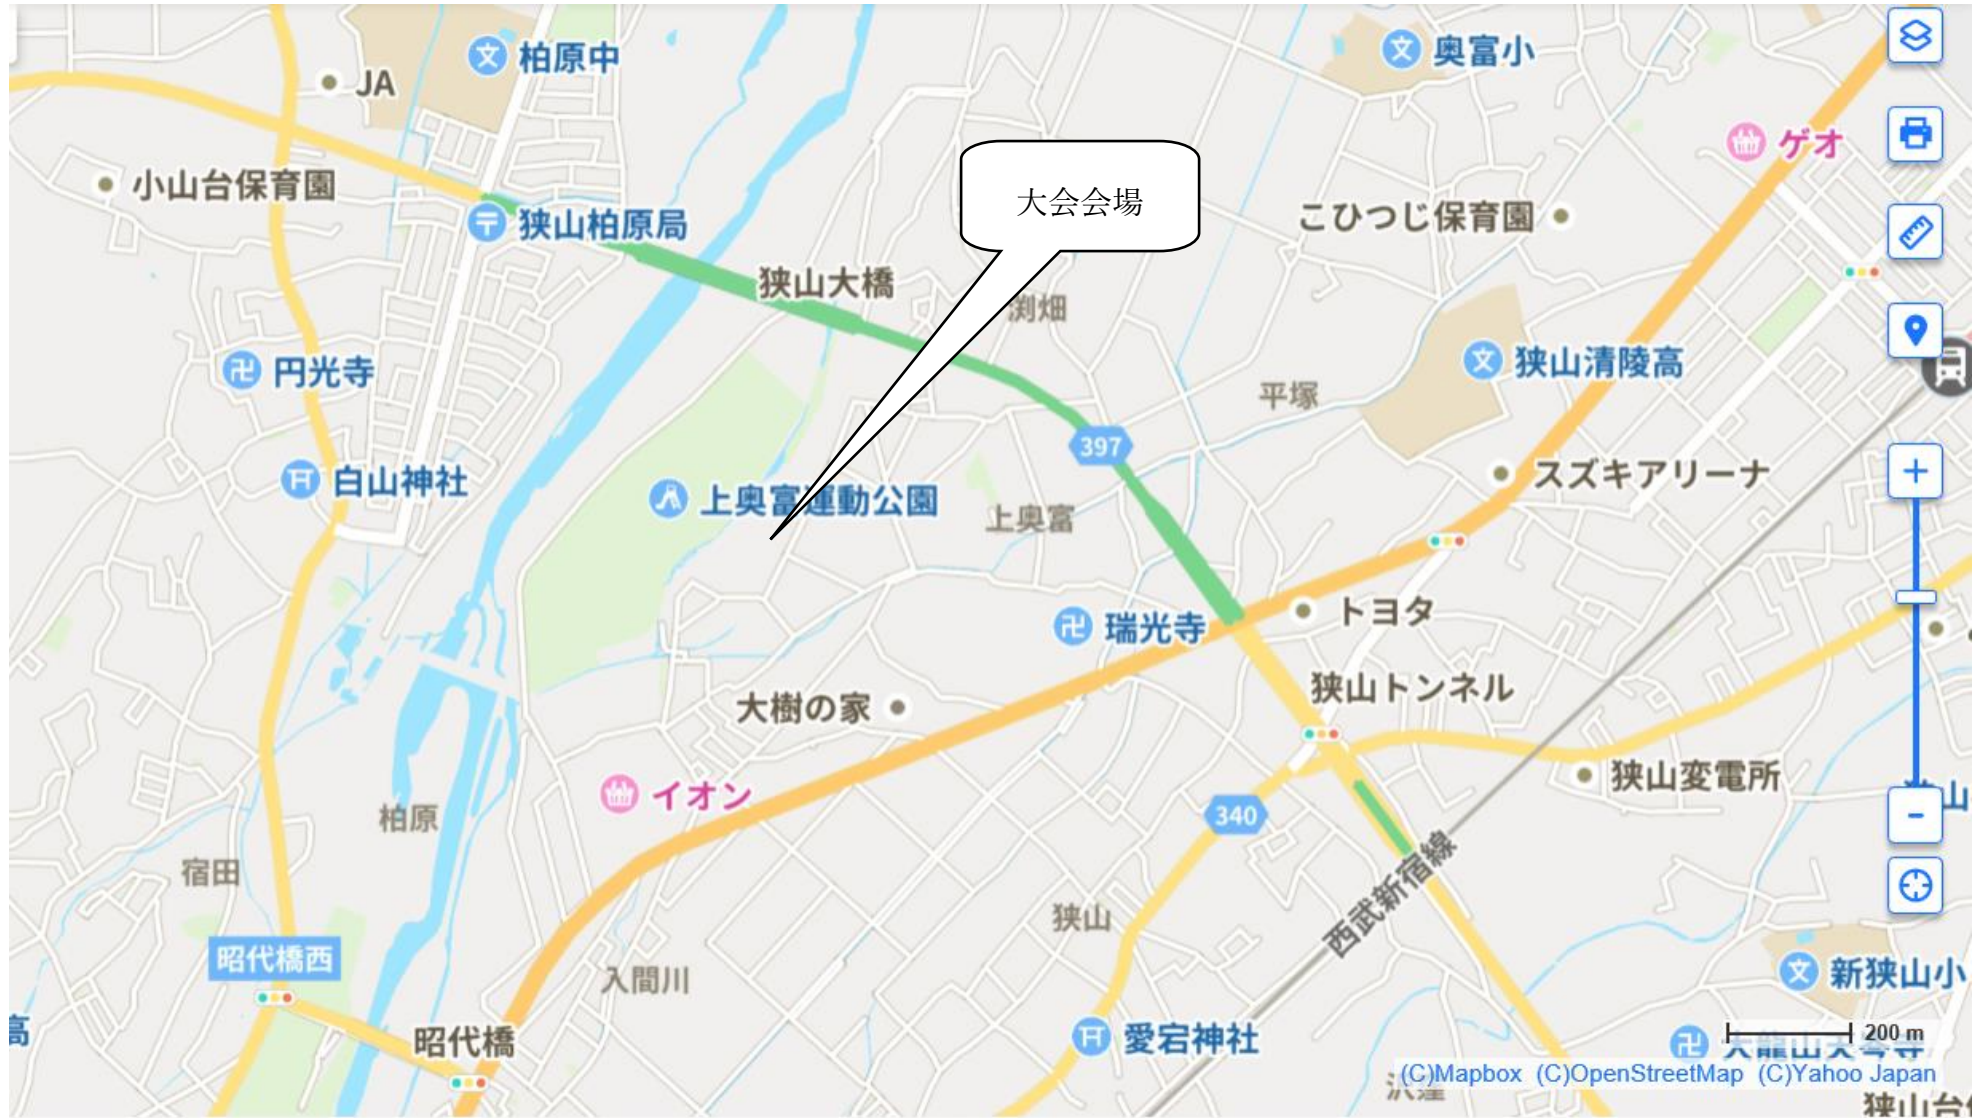 柏原中
奥富小
JA
ゲオ
小山台保育園
大会会場
こひつじ保育園
狭山柏原局
狭山大橋
渕畑
円光寺
狭山清陵高
平塚
397
白山神社
スズキアリーナ
上奥富運動公園
上奥富
トヨタ
瑞光寺
狭山トンネル
大樹の家
狭山変電所
イオン
山
340
柏原
西武新宿線
宿田
狭山
昭代橋西
入間川
新狭山小
高
昭代橋
愛宕神社
200 m
(C)Mapbox (C)OpenStreetMap (C)Yahoo Japan
狭山台